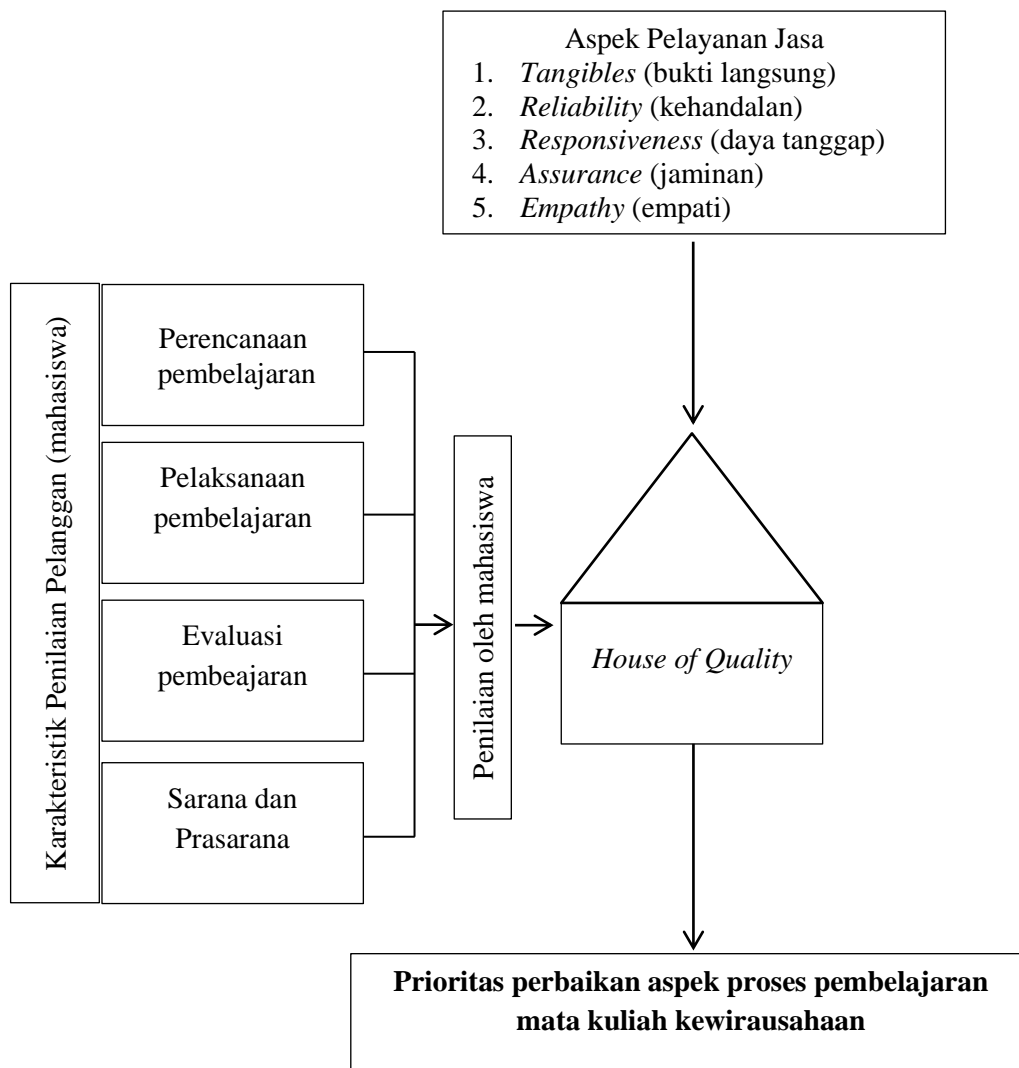 Aspek Pelayanan Jasa
1. Tangibles (bukti langsung)
2. Reliability (kehandalan)
3. Responsiveness (daya tanggap)
4. Assurance (jaminan)
5. Empathy (empati)
Karakteristik Penilaian Pelanggan (mahasiswa)
Perencanaan
pembelajaran
Pelaksanaan
pembelajaran
Evaluasi
pembeajaran
Sarana dan
Prasarana
Penilaian oleh mahasiswa
House of Quality
Prioritas perbaikan aspek proses pembelajaran
mata kuliah kewirausahaan